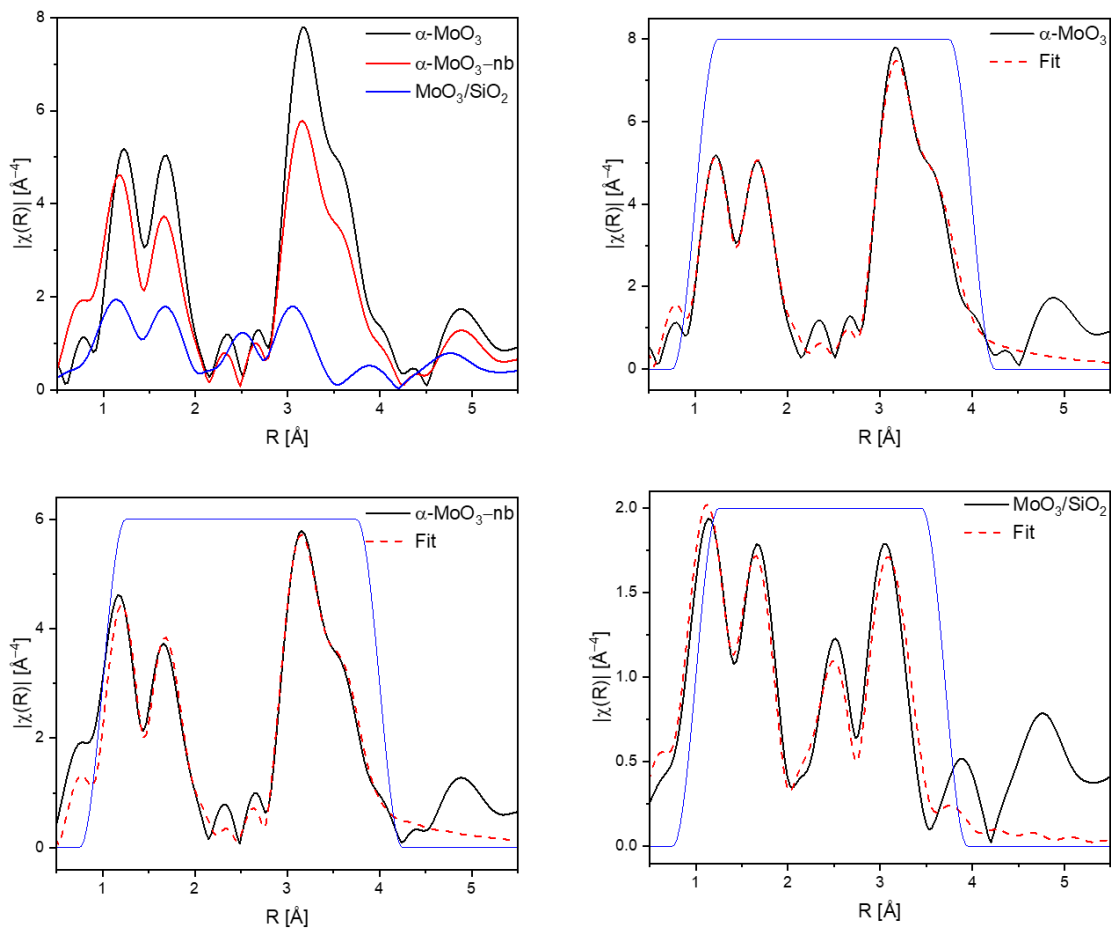 |χ(R)| [Å⁻⁴]
8
6
4
2
0
α-MoO₃
α-MoO₃–nb
MoO₃/SiO₂
1 2 3 4 5
R [Å]
|χ(R)| [Å⁻⁴]
8
6
4
2
0
α-MoO₃
Fit
1 2 3 4 5
R [Å]
|χ(R)| [Å⁻⁴]
6
4
2
0
α-MoO₃–nb
Fit
1 2 3 4 5
R [Å]
|χ(R)| [Å⁻⁴]
2.0
1.5
1.0
0.5
0.0
MoO₃/SiO₂
Fit
1 2 3 4 5
R [Å]